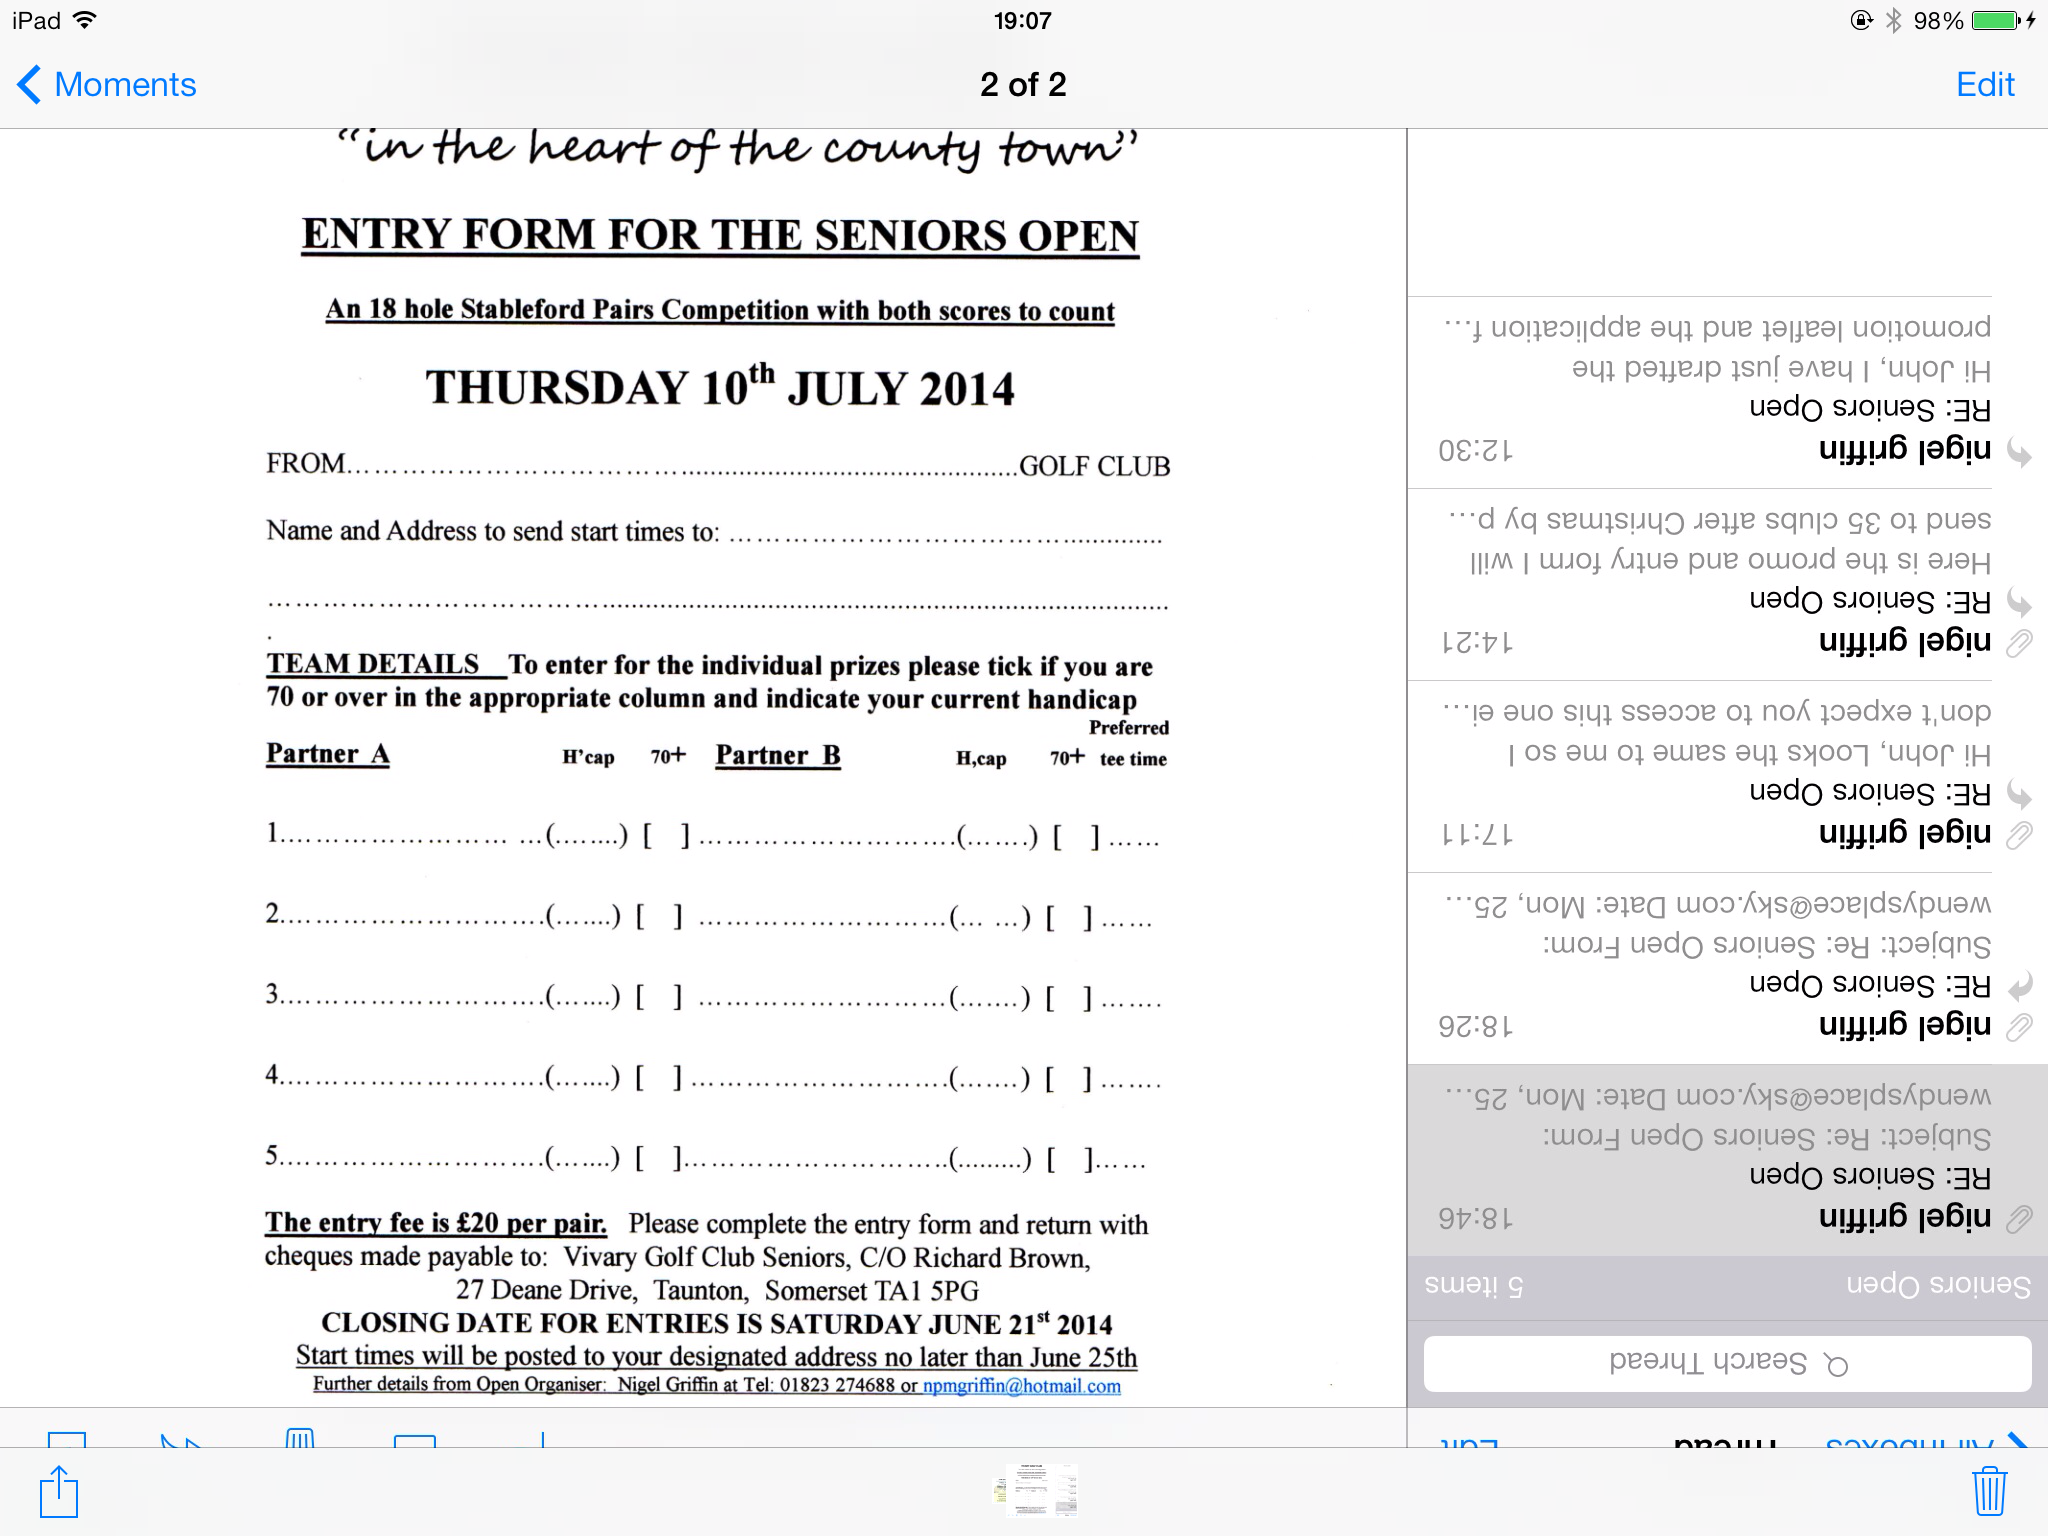 iPad 19:07 98%
Moments 2 of 2 Edit
“in the heart of the county town”
ENTRY FORM FOR THE SENIORS OPEN
An 18 hole Stableford Pairs Competition with both scores to count
THURSDAY 10th JULY 2014
FROM.......................................................................GOLF CLUB
Name and Address to send start times to: ..................................................
..............................................................................................................
.
TEAM DETAILS To enter for the individual prizes please tick if you are
70 or over in the appropriate column and indicate your current handicap
Preferred
Partner A H’cap 70+ Partner B H,cap 70+ tee time
1.............................(.......) [ ] ............................(.......) [ ] ......
2.............................(.......) [ ] ............................(... ...) [ ] ......
3.............................(.......) [ ] ............................(.......) [ ] .......
4.............................(.......) [ ] ............................(.......) [ ] .......
5.............................(.......) [ ]............................(.........) [ ]......
The entry fee is £20 per pair. Please complete the entry form and return with
cheques made payable to: Vivary Golf Club Seniors, C/O Richard Brown,
27 Deane Drive, Taunton, Somerset TA1 5PG
CLOSING DATE FOR ENTRIES IS SATURDAY JUNE 21st 2014
Start times will be posted to your designated address no later than June 25th
Further details from Open Organiser: Nigel Griffin at Tel: 01823 274688 or npmgriffin@hotmail.com
All Inboxes Thread Edit
Search Thread
Seniors Open 5 items
nigel griffin 18:46
RE: Seniors Open
Subject: Re: Seniors Open From:
wendysplace@sky.com Date: Mon, 25...
nigel griffin 18:26
RE: Seniors Open
Subject: Re: Seniors Open From:
wendysplace@sky.com Date: Mon, 25...
nigel griffin 17:11
RE: Seniors Open
Hi John, Looks the same to me so I
don't expect you to access this one ei...
nigel griffin 14:21
RE: Seniors Open
Here is the promo and entry form I will
send to 35 clubs after Christmas by p...
nigel griffin 12:30
RE: Seniors Open
Hi John, I have just drafted the
promotion leaflet and the application f...